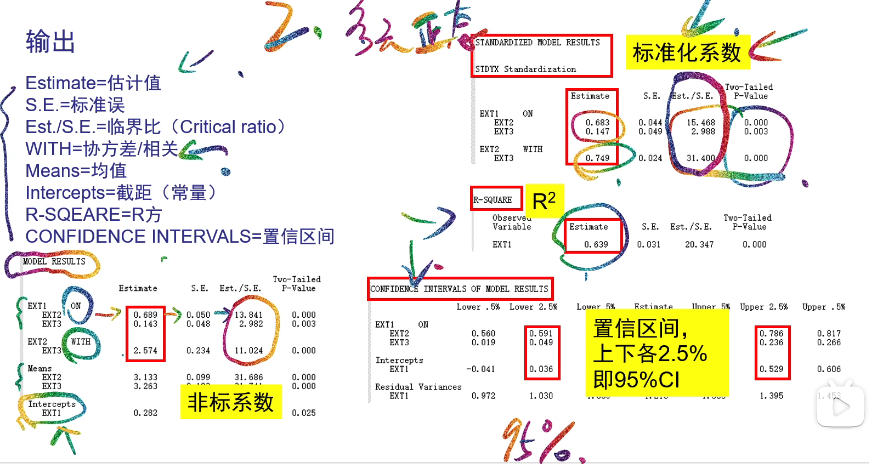 输出
Estimate=估计值
S.E.=标准误
Est./S.E.=临界比（Critical ratio）
WITH=协方差/相关
Means=均值
Intercepts=截距（常量）
R-SQEARE=R方
CONFIDENCE INTERVALS=置信区间
MODEL RESULTS
Two-Tailed
Estimate S.E. Est./S.E. P-Value
EXT1 ON
EXT2 0.689 0.050 13.841 0.000
EXT3 0.143 0.048 2.982 0.003
EXT2 WITH
EXT3 2.574 0.234 11.024 0.000
Means
EXT2 3.133 0.099 31.686 0.000
EXT3 3.263 0.000
Intercepts
EXT1 0.282 0.025
非标系数
2.
STANDARDIZED MODEL RESULTS
标准化系数
STDYX Standardization
Two-Tailed
Estimate S.E. Est./S.E. P-Value
EXT1 ON
EXT2 0.683 0.044 15.468 0.000
EXT3 0.147 0.049 2.988 0.003
EXT2 WITH
EXT3 0.749 0.024 31.400 0.000
R-SQUARE
R²
Observed Two-Tailed
Variable Estimate S.E. Est./S.E. P-Value
EXT1 0.639 0.031 20.347 0.000
CONFIDENCE INTERVALS OF MODEL RESULTS
Lower .5% Lower 2.5% Lower 5% Estimate Upper 5% Upper 2.5% Upper .5%
EXT1 ON
EXT2 0.560 0.591 0.786 0.817
EXT3 0.019 0.049 0.236 0.266
Intercepts
EXT1 -0.041 0.036 0.529 0.606
Residual Variances
EXT1 0.972 1.030 1.395
置信区间，
上下各2.5%
即95%CI
95%.